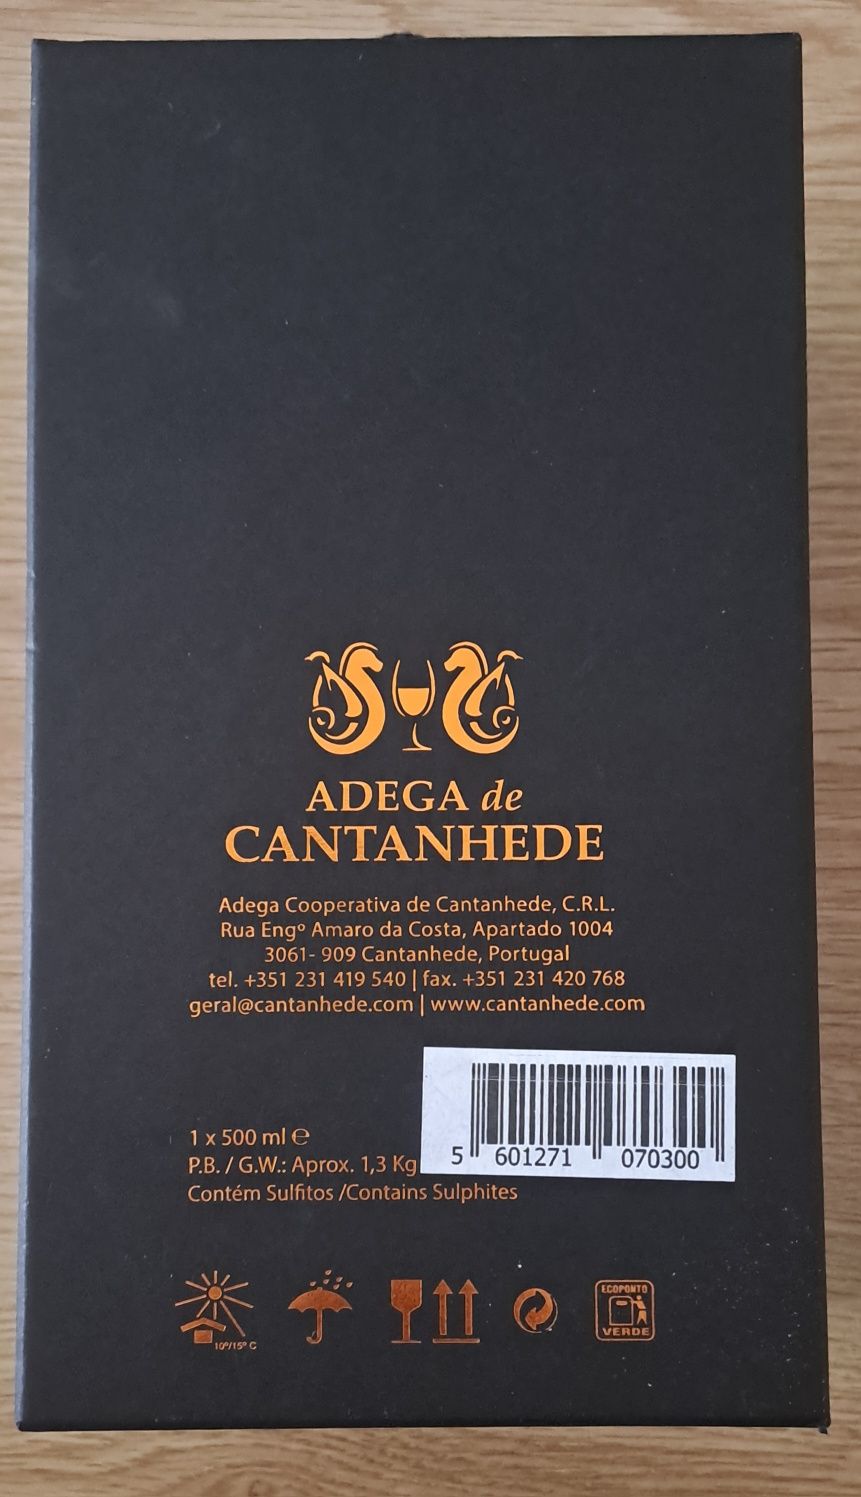 ADEGA de
CANTANHEDE
Adega Cooperativa de Cantanhede, C.R.L.
Rua Engº Amaro da Costa, Apartado 1004
3061- 909 Cantanhede, Portugal
tel. +351 231 419 540 | fax. +351 231 420 768
geral@cantanhede.com | www.cantanhede.com
1 x 500 ml ℮
P.B. / G.W.: Aprox. 1,3 Kg
Contém Sulfitos /Contains Sulphites
5 601271 070300
10º/15º C
ECOPONTO
VERDE